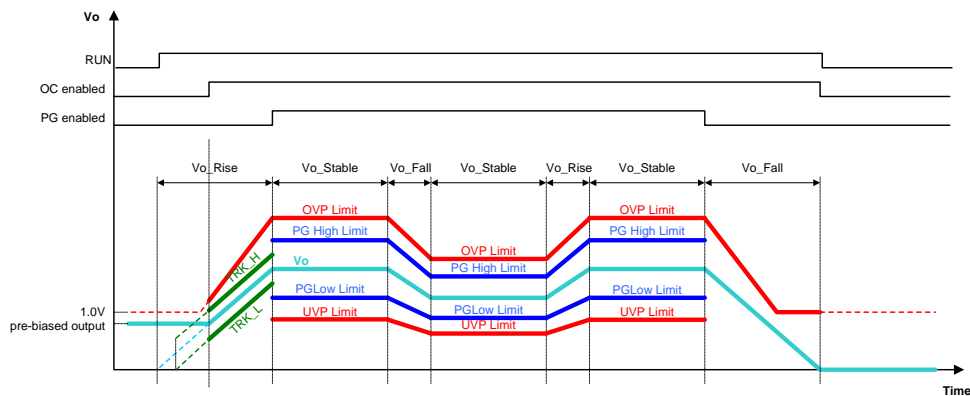 Vo
RUN
OC enabled
PG enabled
Vo_Rise
Vo_Stable
Vo_Fall
Vo_Stable
Vo_Rise
Vo_Stable
Vo_Fall
OVP Limit
OVP Limit
PG High Limit
PG High Limit
OVP Limit
TRK_H
Vo
PG High Limit
PGLow Limit
PGLow Limit
1.0V
TRK_L
UVP Limit
PGLow Limit
UVP Limit
pre-biased output
UVP Limit
Time